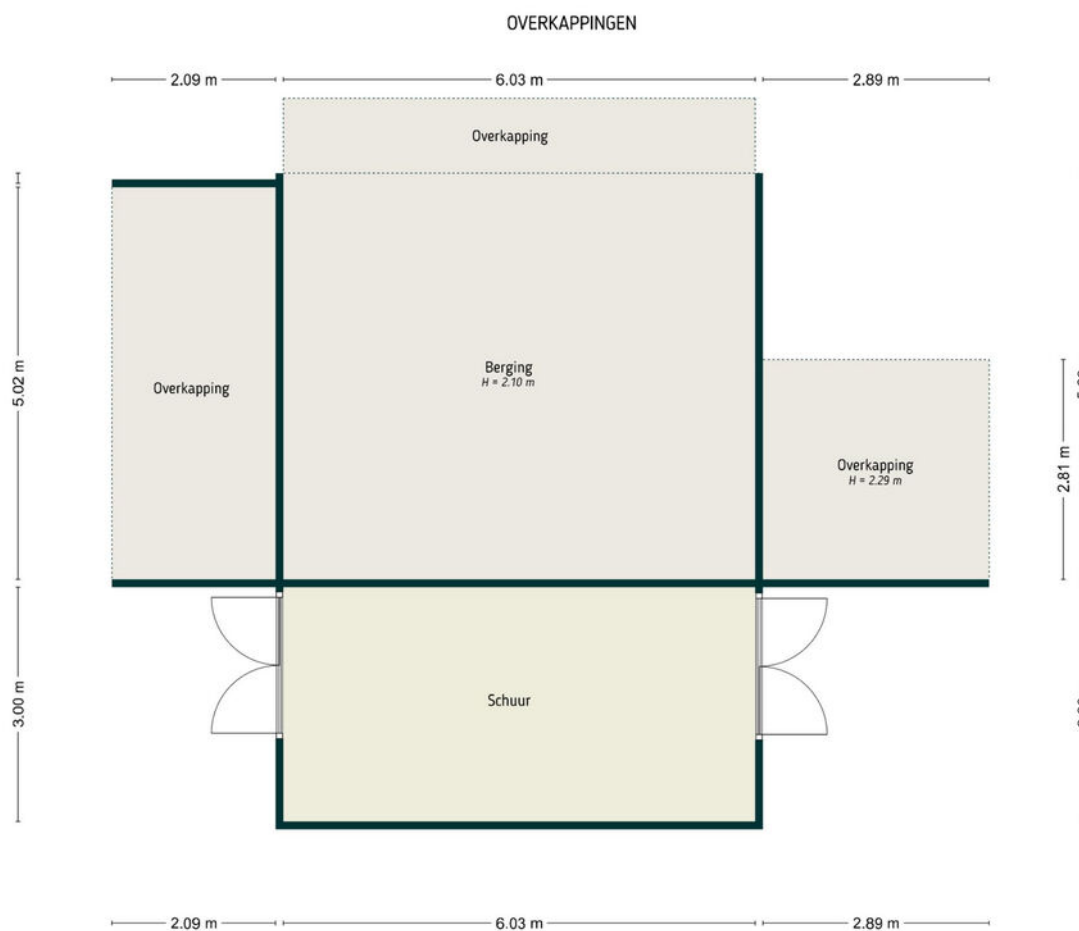 OVERKAPPINGEN
2.09 m
6.03 m
2.89 m
Overkapping
5.02 m
Berging
H = 2.10 m
Overkapping
Overkapping
H = 2.29 m
2.81 m
3.00 m
Schuur
2.09 m
6.03 m
2.89 m